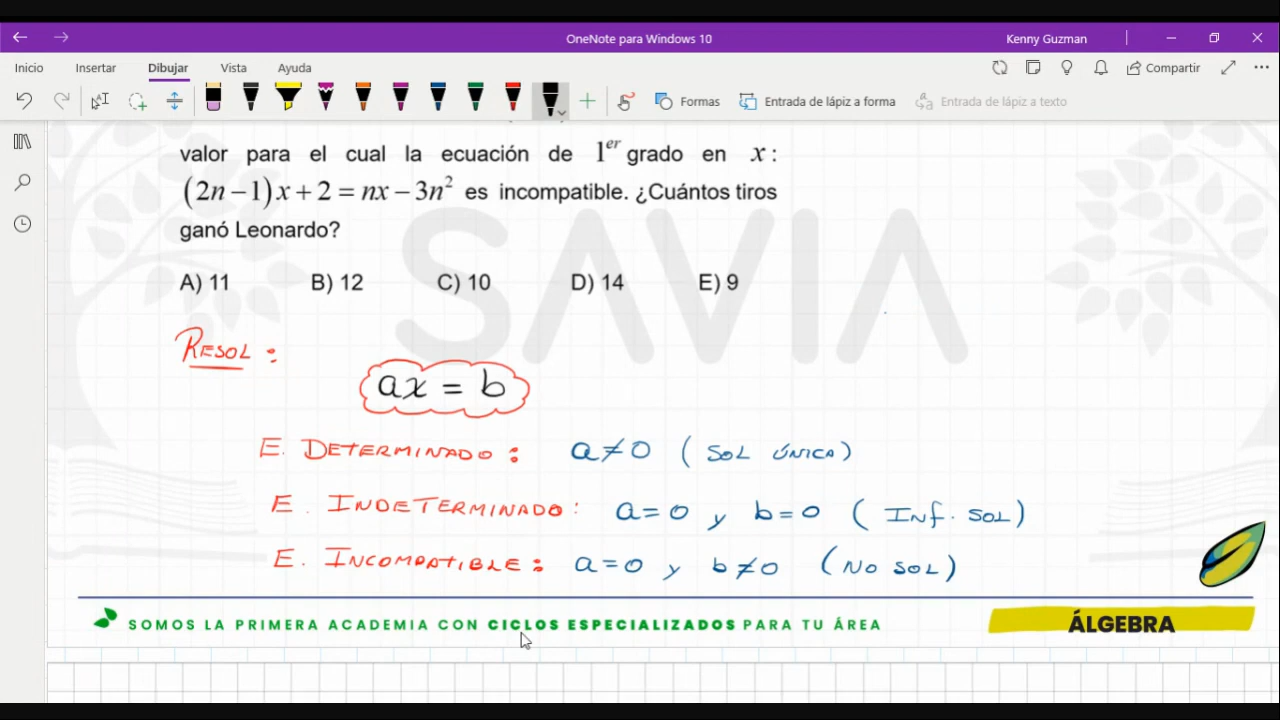 OneNote para Windows 10
Kenny Guzman
Inicio Insertar Dibujar Vista Ayuda
Compartir
Formas Entrada de lápiz a forma Entrada de lápiz a texto
valor para el cual la ecuación de 1^{er} grado en x:
(2n-1)x+2=nx-3n^2 es incompatible. ¿Cuántos tiros
ganó Leonardo?
A) 11 B) 12 C) 10 D) 14 E) 9
SAVIA
RESOL :
ax = b
E. DETERMINADO : a≠0 ( SOL ÚNICA)
E. INDETERMINADO : a=0 y b=0 ( INF. SOL)
E. INCOMPATIBLE : a=0 y b≠0 (NO SOL)
SOMOS LA PRIMERA ACADEMIA CON CICLOS ESPECIALIZADOS PARA TU ÁREA
ÁLGEBRA